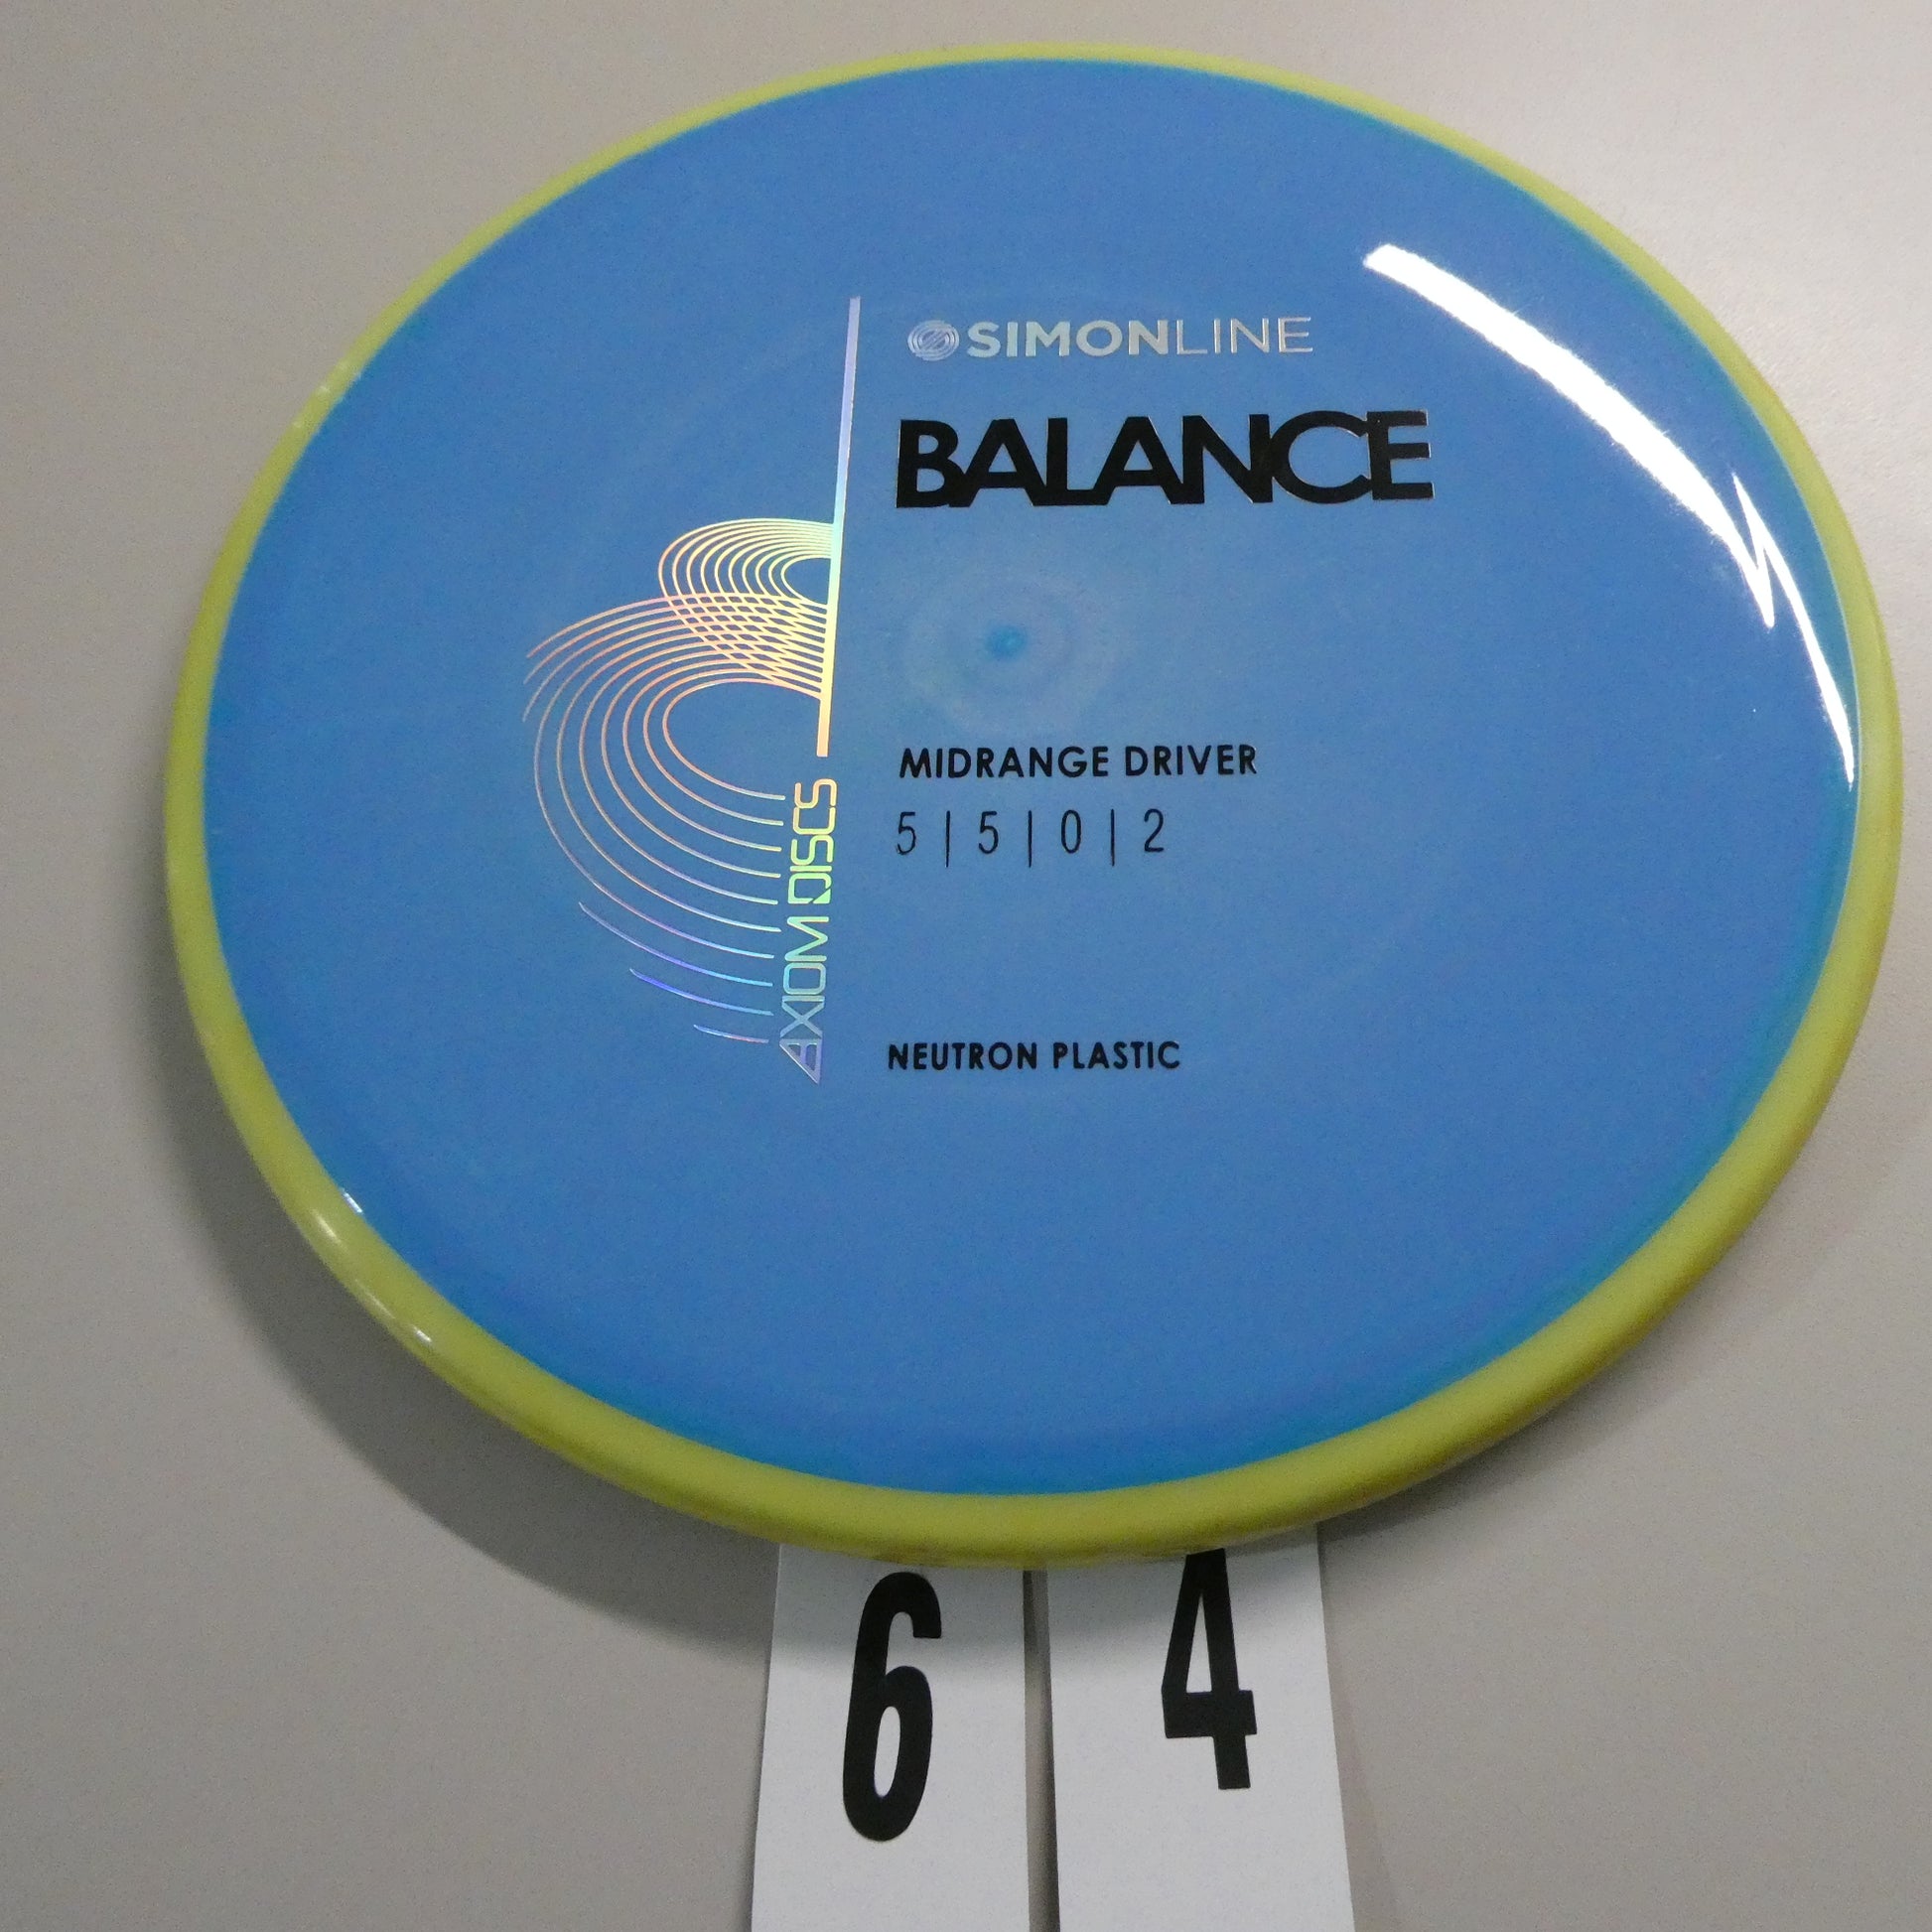 SIMONLINE
BALANCE
MIDRANGE DRIVER
5 | 5 | 0 | 2
AXIOM DISCS
NEUTRON PLASTIC
6 4